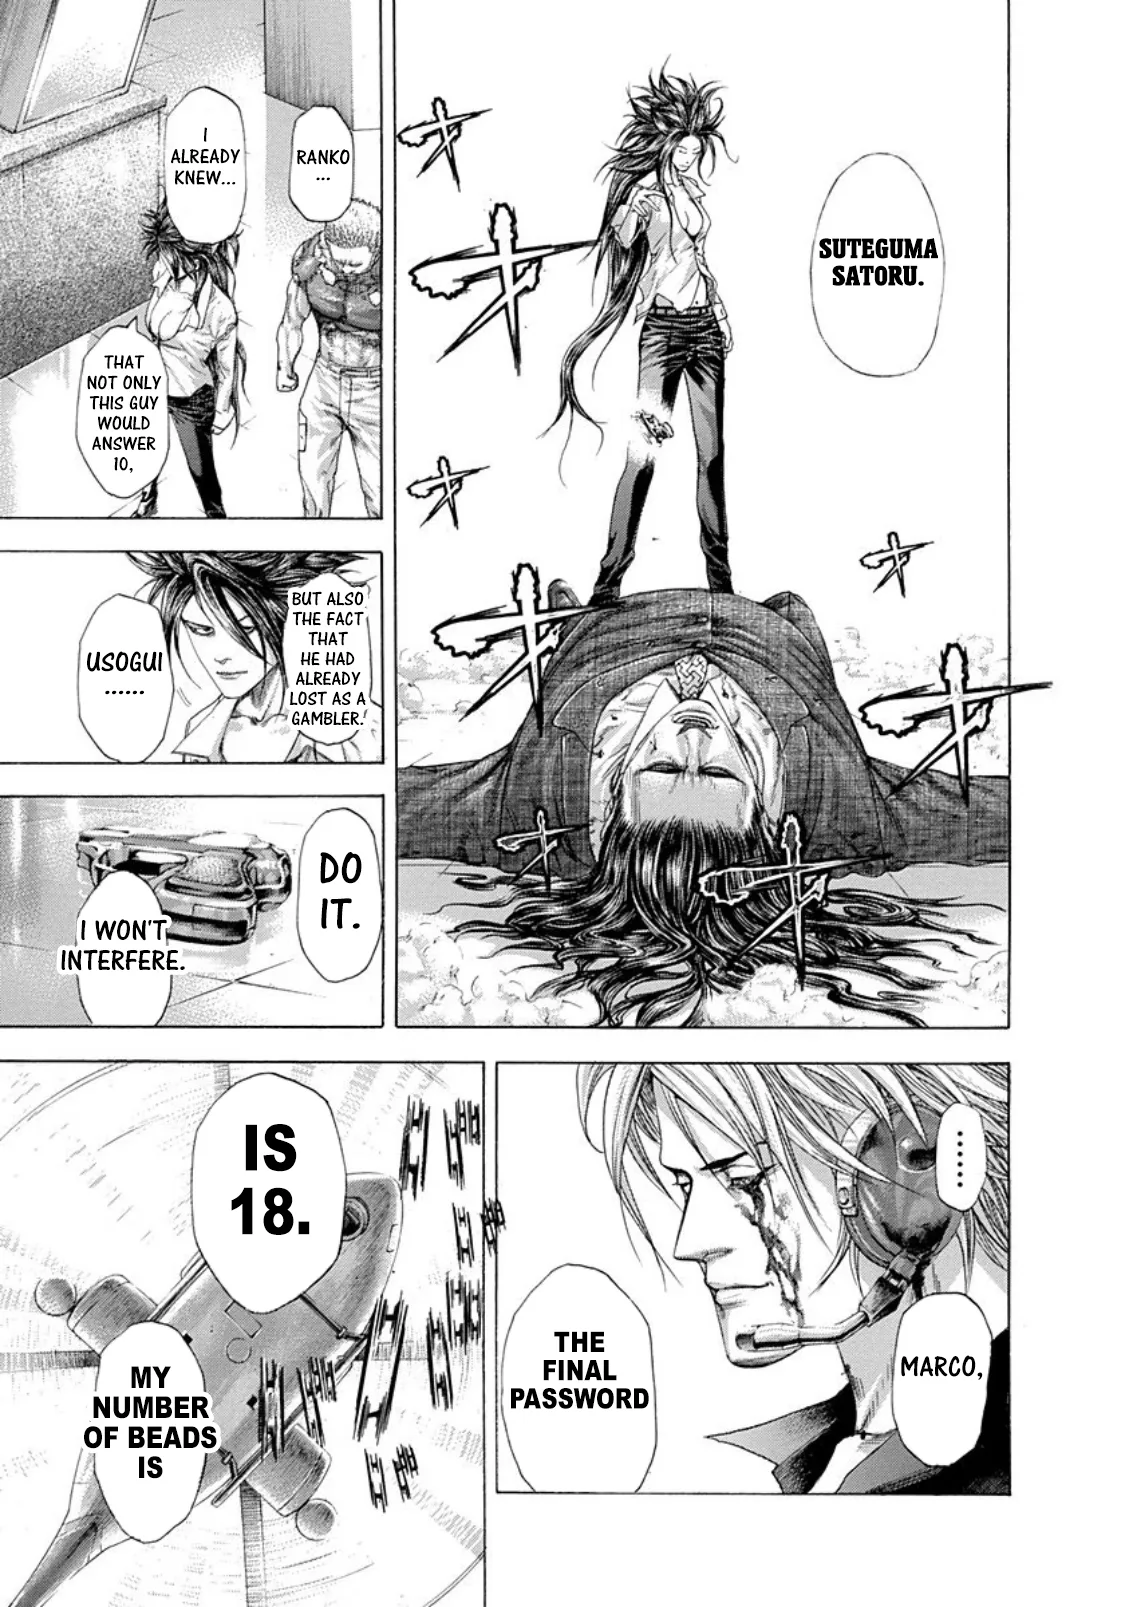 SUTEGUMA
SATORU.
RANKO
...
I
ALREADY
KNEW...
THAT
NOT ONLY
THIS GUY
WOULD
ANSWER
10,
BUT ALSO
THE FACT
THAT
HE HAD
ALREADY
LOST AS A
GAMBLER.
USOGUI
......
DO
IT.
I WON'T
INTERFERE.
.......
MARCO,
THE
FINAL
PASSWORD
IS
18.
MY
NUMBER
OF BEADS
IS